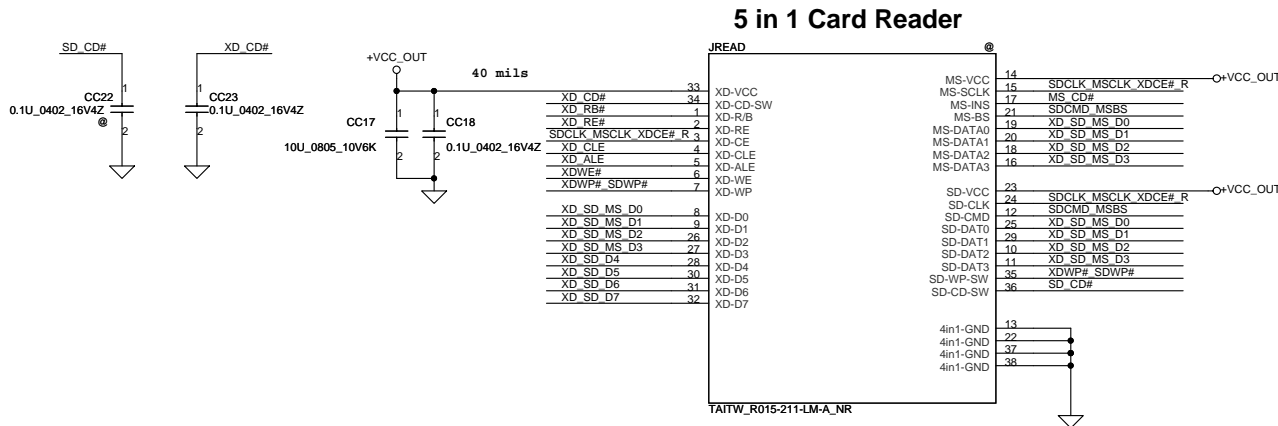 5 in 1 Card Reader
SD_CD#
1
CC22
0.1U_0402_16V4Z
@
2
XD_CD#
1
CC23
0.1U_0402_16V4Z
2
+VCC_OUT
40 mils
1
CC17
10U_0805_10V6K
2
1
CC18
0.1U_0402_16V4Z
2
JREAD
@
33 XD-VCC
XD_CD# 34 XD-CD-SW
XD_RB# 1 XD-R/B
XD_RE# 2 XD-RE
SDCLK_MSCLK_XDCE#_R 3 XD-CE
XD_CLE 4 XD-CLE
XD_ALE 5 XD-ALE
XDWE# 6 XD-WE
XDWP#_SDWP# 7 XD-WP
XD_SD_MS_D0 8 XD-D0
XD_SD_MS_D1 9 XD-D1
XD_SD_MS_D2 26 XD-D2
XD_SD_MS_D3 27 XD-D3
XD_SD_D4 28 XD-D4
XD_SD_D5 30 XD-D5
XD_SD_D6 31 XD-D6
XD_SD_D7 32 XD-D7
MS-VCC 14 +VCC_OUT
MS-SCLK 15 SDCLK_MSCLK_XDCE#_R
MS-INS 17 MS_CD#
MS-BS 21 SDCMD_MSBS
MS-DATA0 19 XD_SD_MS_D0
MS-DATA1 20 XD_SD_MS_D1
MS-DATA2 18 XD_SD_MS_D2
MS-DATA3 16 XD_SD_MS_D3
SD-VCC 23 +VCC_OUT
SD-CLK 24 SDCLK_MSCLK_XDCE#_R
SD-CMD 12 SDCMD_MSBS
SD-DAT0 25 XD_SD_MS_D0
SD-DAT1 29 XD_SD_MS_D1
SD-DAT2 10 XD_SD_MS_D2
SD-DAT3 11 XD_SD_MS_D3
SD-WP-SW 35 XDWP#_SDWP#
SD-CD-SW 36 SD_CD#
4in1-GND 13
4in1-GND 22
4in1-GND 37
4in1-GND 38
TAITW_R015-211-LM-A_NR